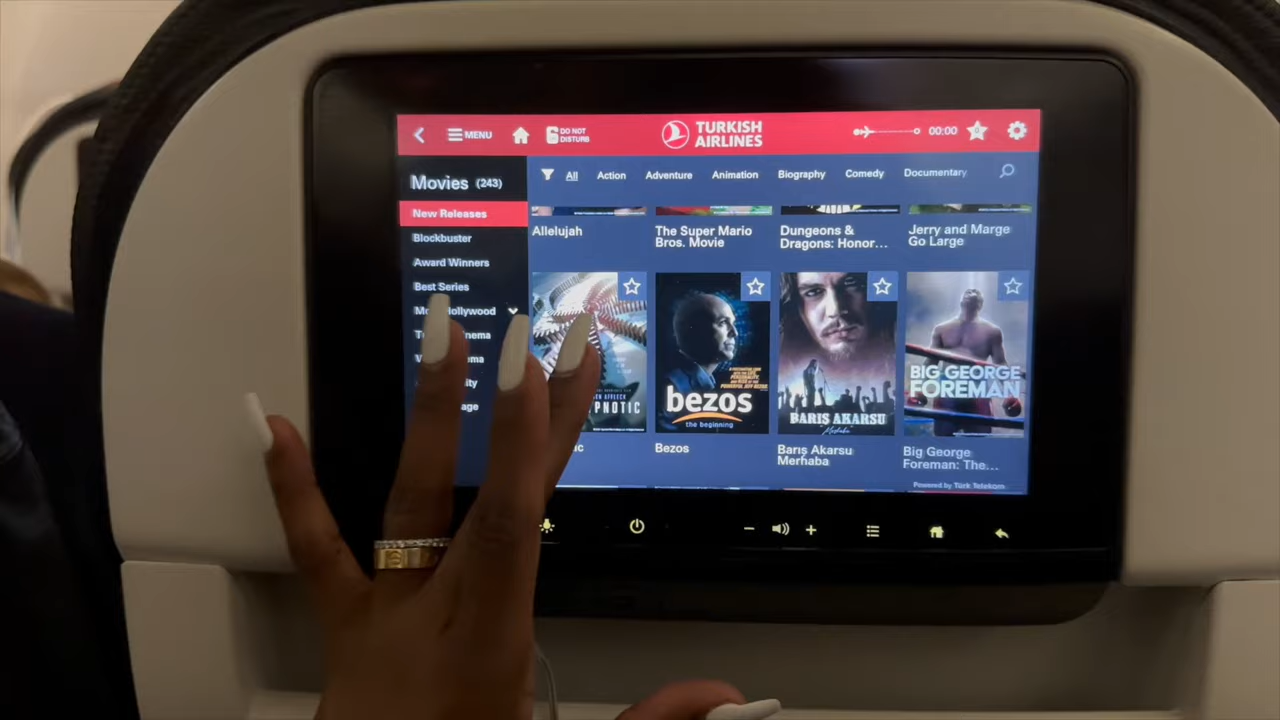 MENU
DO NOT
DISTURB
TURKISH
AIRLINES
00:00
Movies (243)
All Action Adventure Animation Biography Comedy Documentary
New Releases
Blockbuster
Award Winners
Best Series
Hollywood
Allelujah
The Super Mario
Bros. Movie
Dungeons &
Dragons: Honor...
Jerry and Marge
Go Large
bezos
the beginning
BARIŞ AKARSU
Merhaba
BIG GEORGE
FOREMAN
Bezos
Barış Akarsu
Merhaba
Big George
Foreman: The...
Powered by Türk Telekom